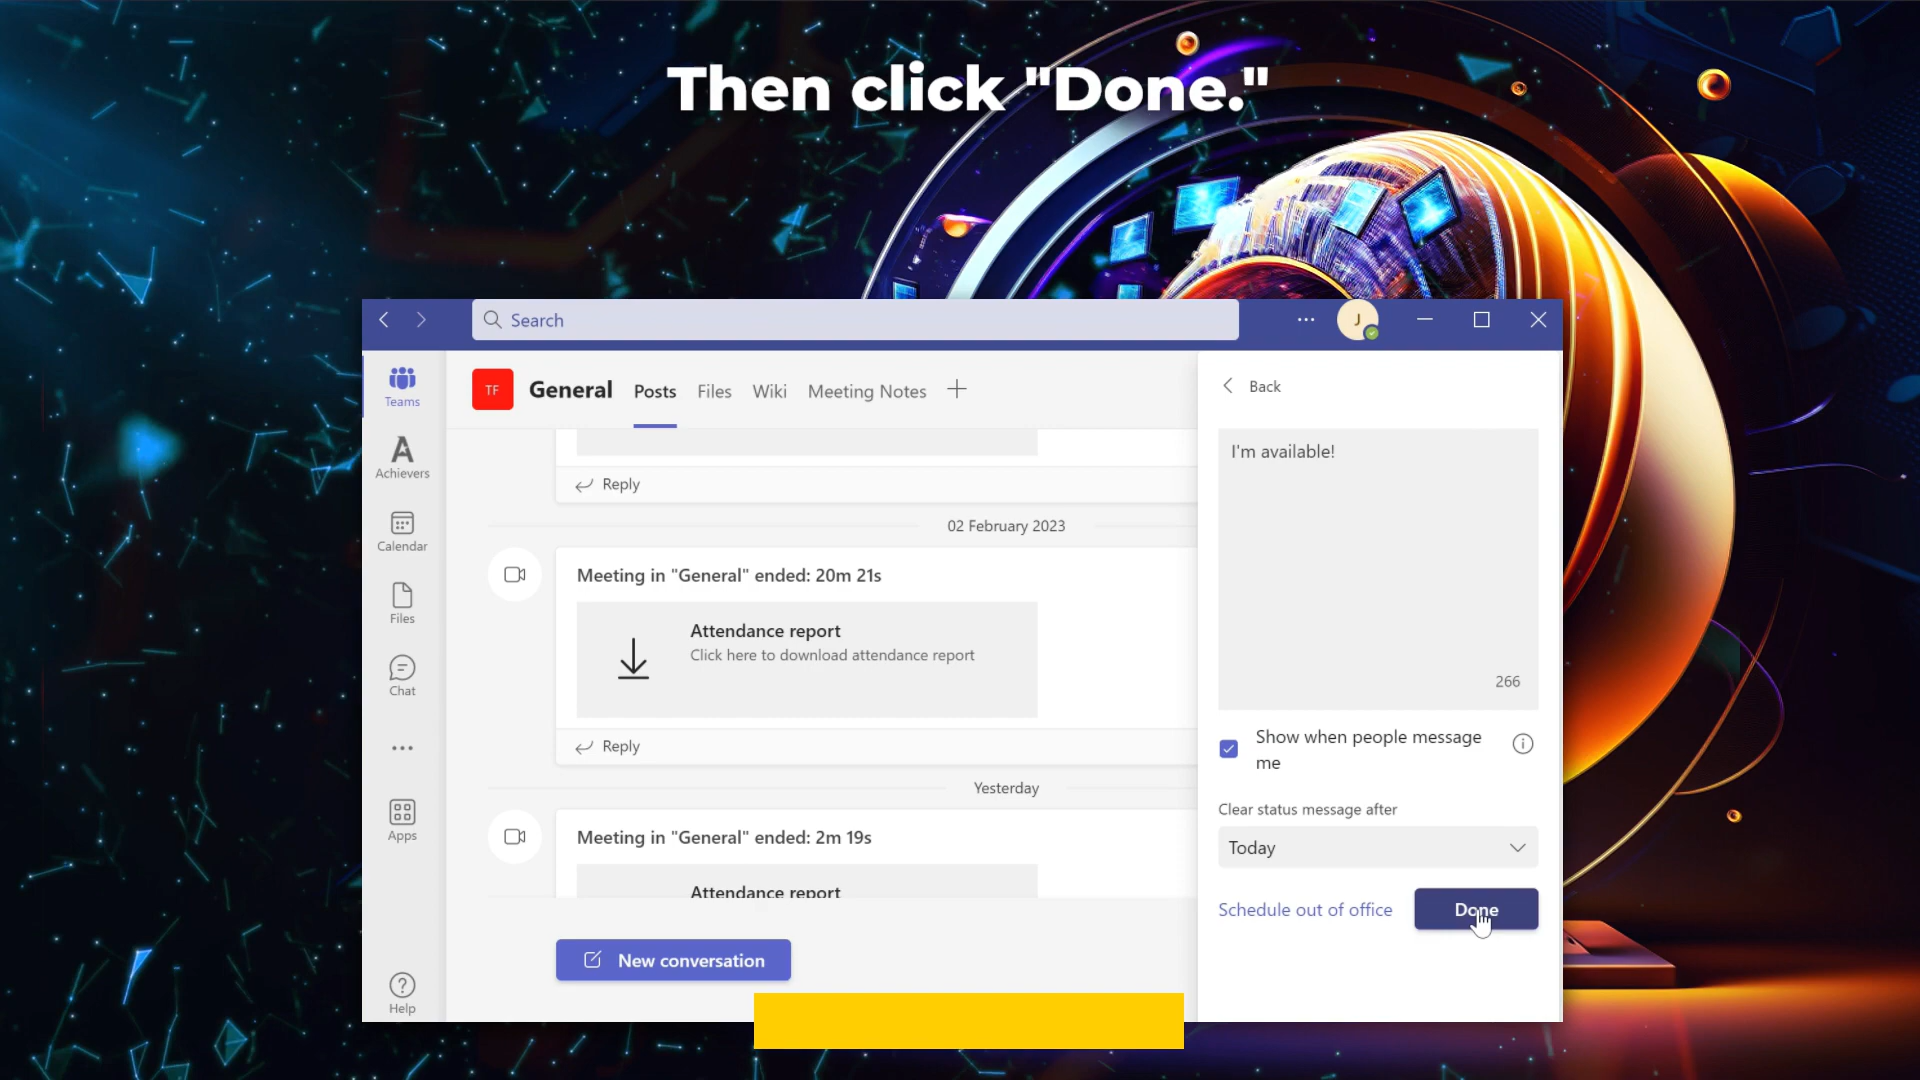 Then click "Done."
Search
J
Teams
Achievers
Calendar
Files
Chat
Apps
Help
TF
General
Posts
Files
Wiki
Meeting Notes
Reply
02 February 2023
Meeting in "General" ended: 20m 21s
Attendance report
Click here to download attendance report
Reply
Yesterday
Meeting in "General" ended: 2m 19s
Attendance report
New conversation
Back
I'm available!
266
Show when people message
me
Clear status message after
Today
Schedule out of office
Done